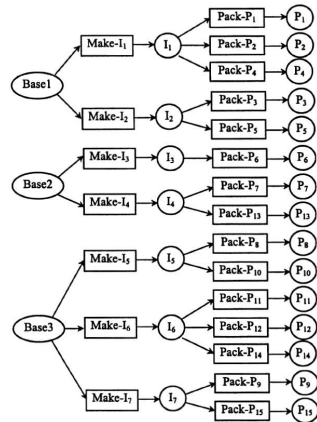 Pack-P₁ P₁
Make-I₁ I₁ Pack-P₂ P₂
Pack-P₄ P₄
Base1
Pack-P₃ P₃
Make-I₂ I₂
Pack-P₅ P₅
Make-I₃ I₃ Pack-P₆ P₆
Base2
Pack-P₇ P₇
Make-I₄ I₄
Pack-P₁₃ P₁₃
Pack-P₈ P₈
Make-I₅ I₅
Pack-P₁₀ P₁₀
Pack-P₁₁ P₁₁
Base3 Make-I₆ I₆ Pack-P₁₂ P₁₂
Pack-P₁₄ P₁₄
Pack-P₉ P₉
Make-I₇ I₇
Pack-P₁₅ P₁₅